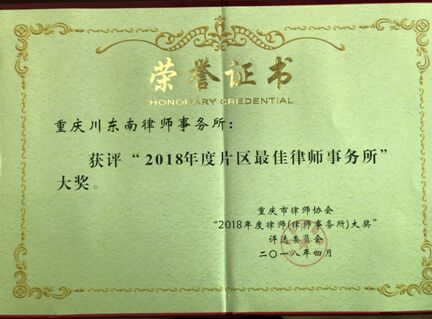 荣誉证书
HONORARY CREDENTIAL
重庆川东南律师事务所：
获评“2018年度片区最佳律师事务所”
大奖。
重庆市律师协会
“2018年度律师(律师事务所)大奖”
评选委员会
二〇一八年四月